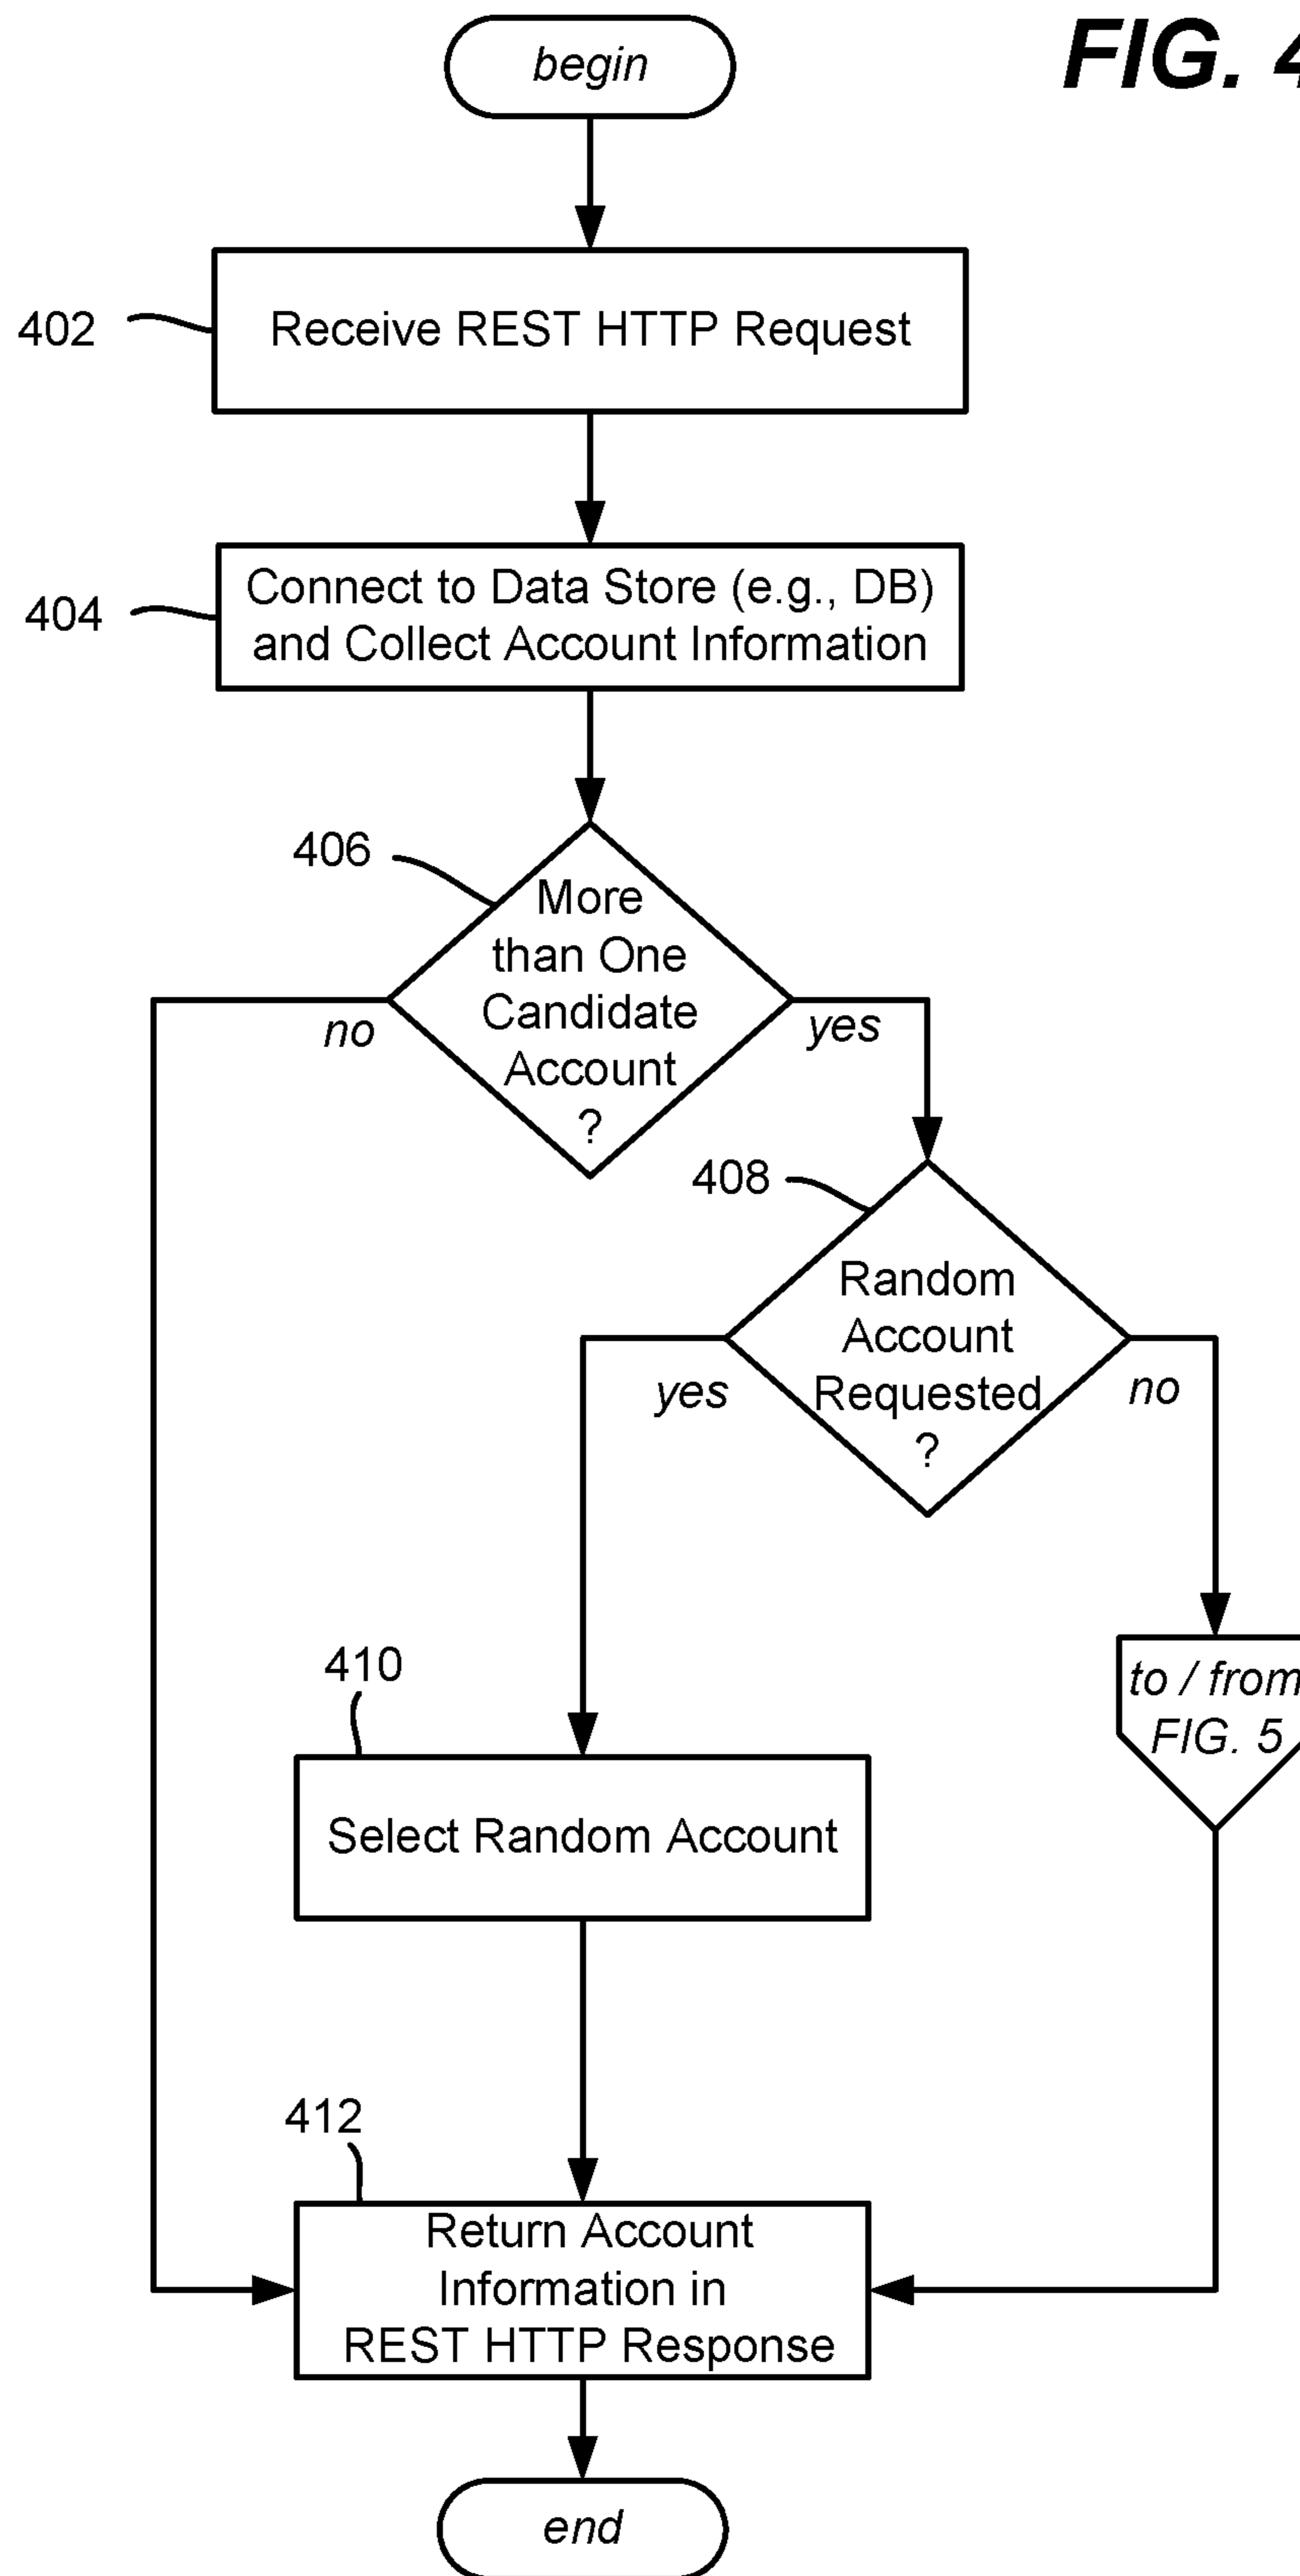 begin
FIG. 4
402
Receive REST HTTP Request
404
Connect to Data Store (e.g., DB)
and Collect Account Information
406
More
than One
Candidate
Account
?
no
yes
408
Random
Account
Requested
?
yes
no
to / from
FIG. 5
410
Select Random Account
412
Return Account
Information in
REST HTTP Response
end